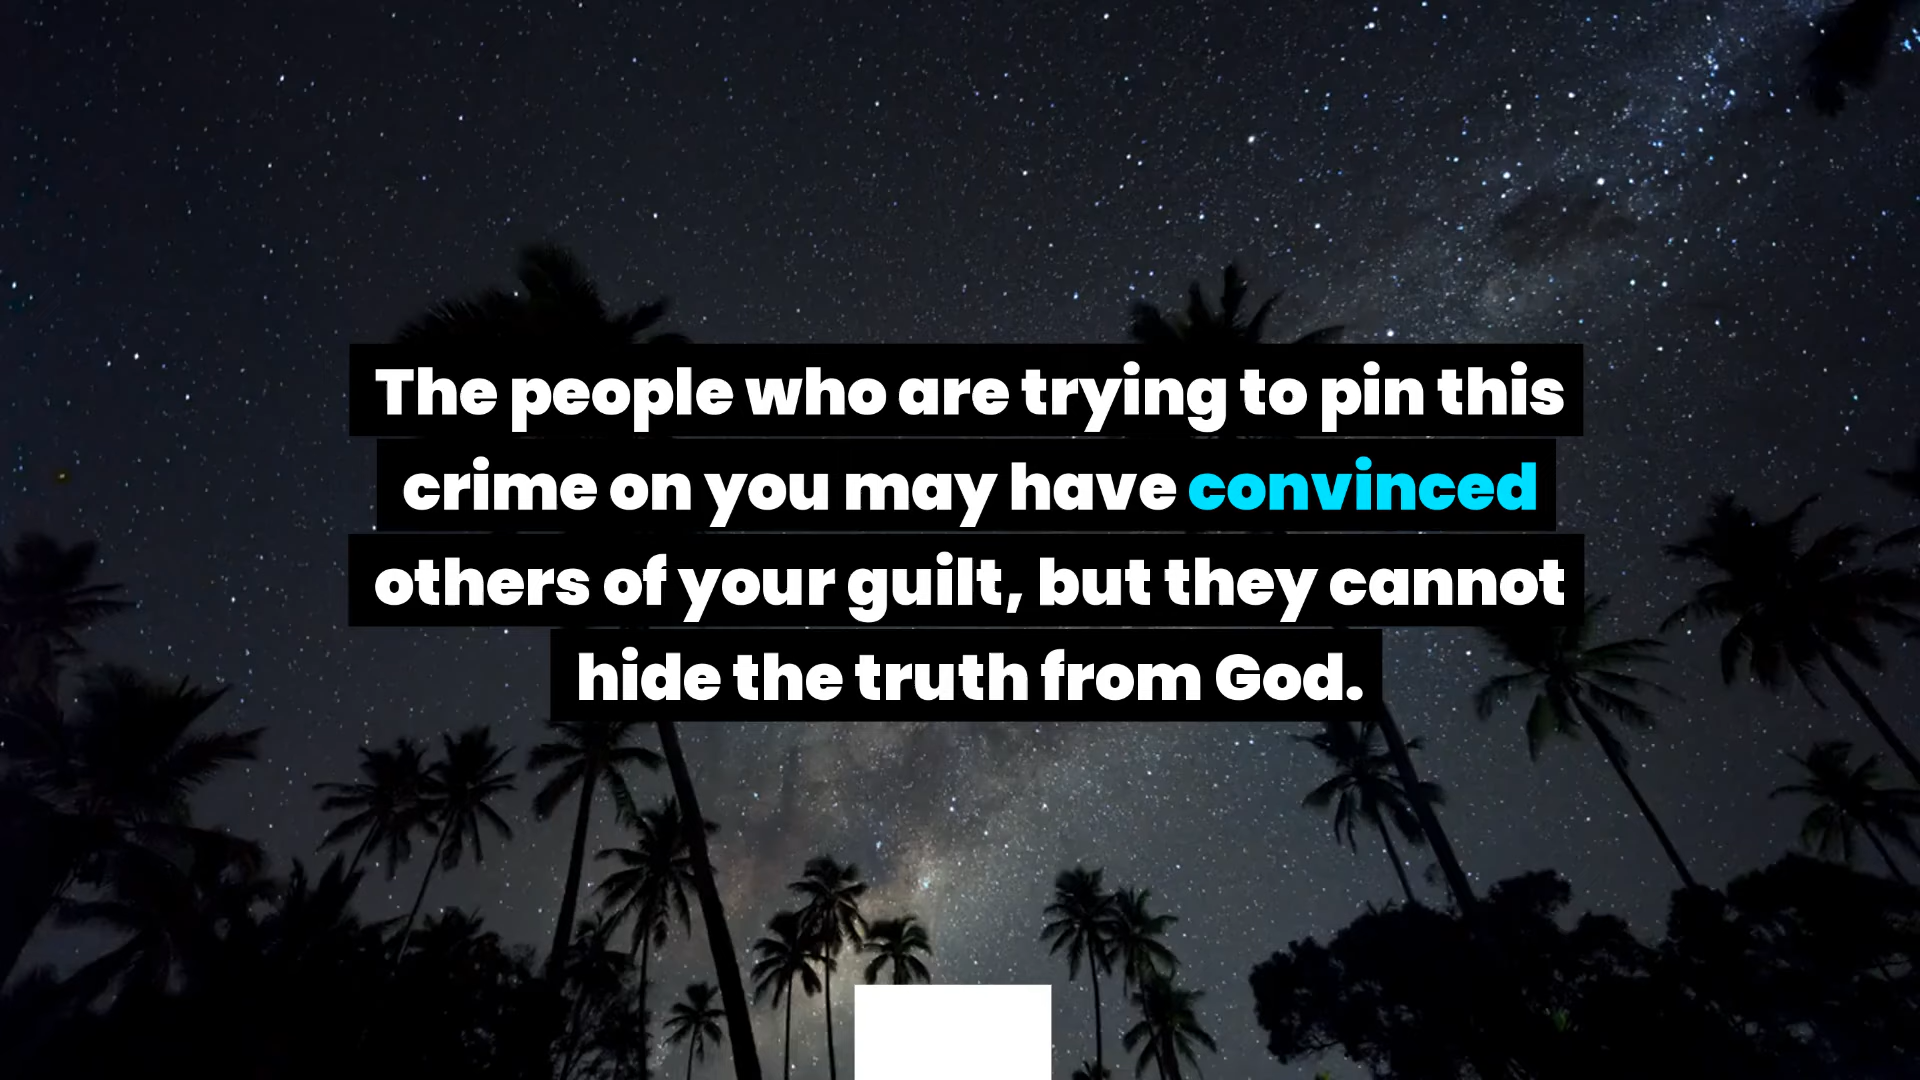 The people who are trying to pin this
crime on you may have convinced
others of your guilt, but they cannot
hide the truth from God.